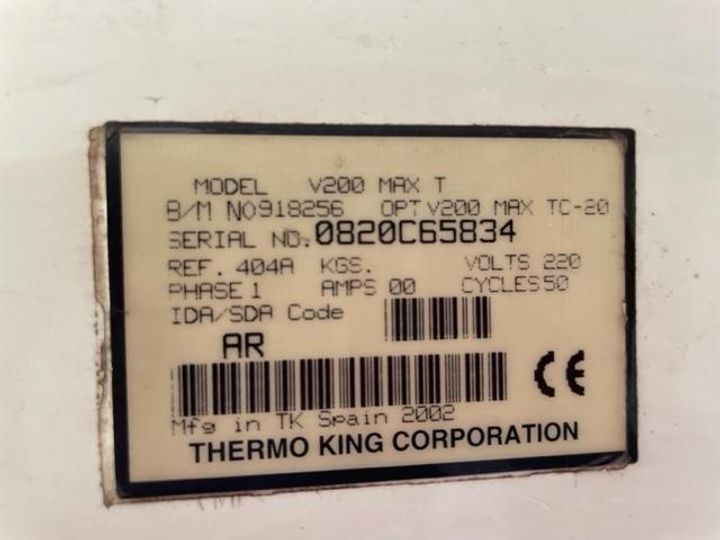 MODEL V200 MAX T
B/M NO918256 OPT V200 MAX TC-20
SERIAL NO. 0820C65834
REF. 404A KGS. VOLTS 220
PHASE 1 AMPS 00 CYCLES 50
IDA/SDA Code
AR
CE
Mfg in TK Spain 2002
THERMO KING CORPORATION